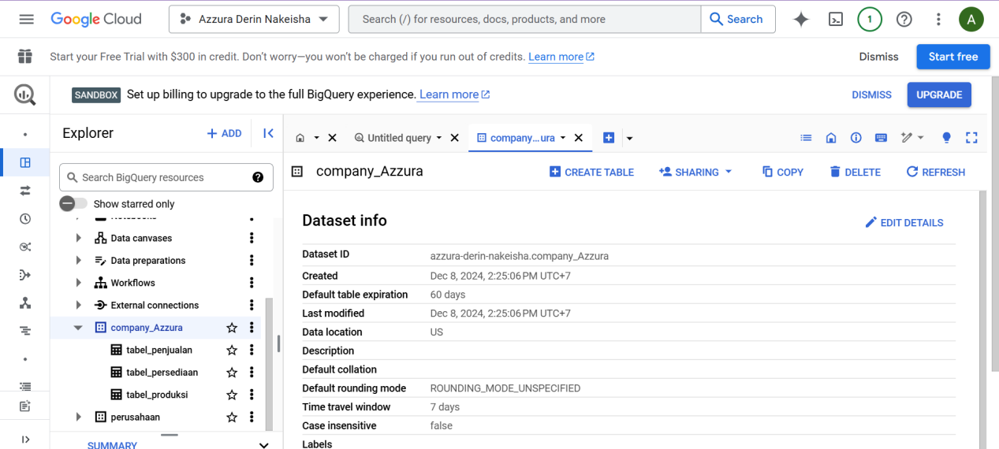 Google Cloud Azzura Derin Nakeisha Search (/) for resources, docs, products, and more Search 1 A
Start your Free Trial with $300 in credit. Don’t worry—you won’t be charged if you run out of credits. Learn more Dismiss Start free
SANDBOX Set up billing to upgrade to the full BigQuery experience. Learn more DISMISS UPGRADE
Explorer + ADD
Untitled query company...ura
Search BigQuery resources
company_Azzura CREATE TABLE SHARING COPY DELETE REFRESH
Show starred only
Notebooks
Data canvases
Data preparations
Workflows
External connections
company_Azzura
tabel_penjualan
tabel_persediaan
tabel_produksi
perusahaan
SUMMARY
Dataset info EDIT DETAILS
Dataset ID azzura-derin-nakeisha.company_Azzura
Created Dec 8, 2024, 2:25:06 PM UTC+7
Default table expiration 60 days
Last modified Dec 8, 2024, 2:25:06 PM UTC+7
Data location US
Description
Default collation
Default rounding mode ROUNDING_MODE_UNSPECIFIED
Time travel window 7 days
Case insensitive false
Labels